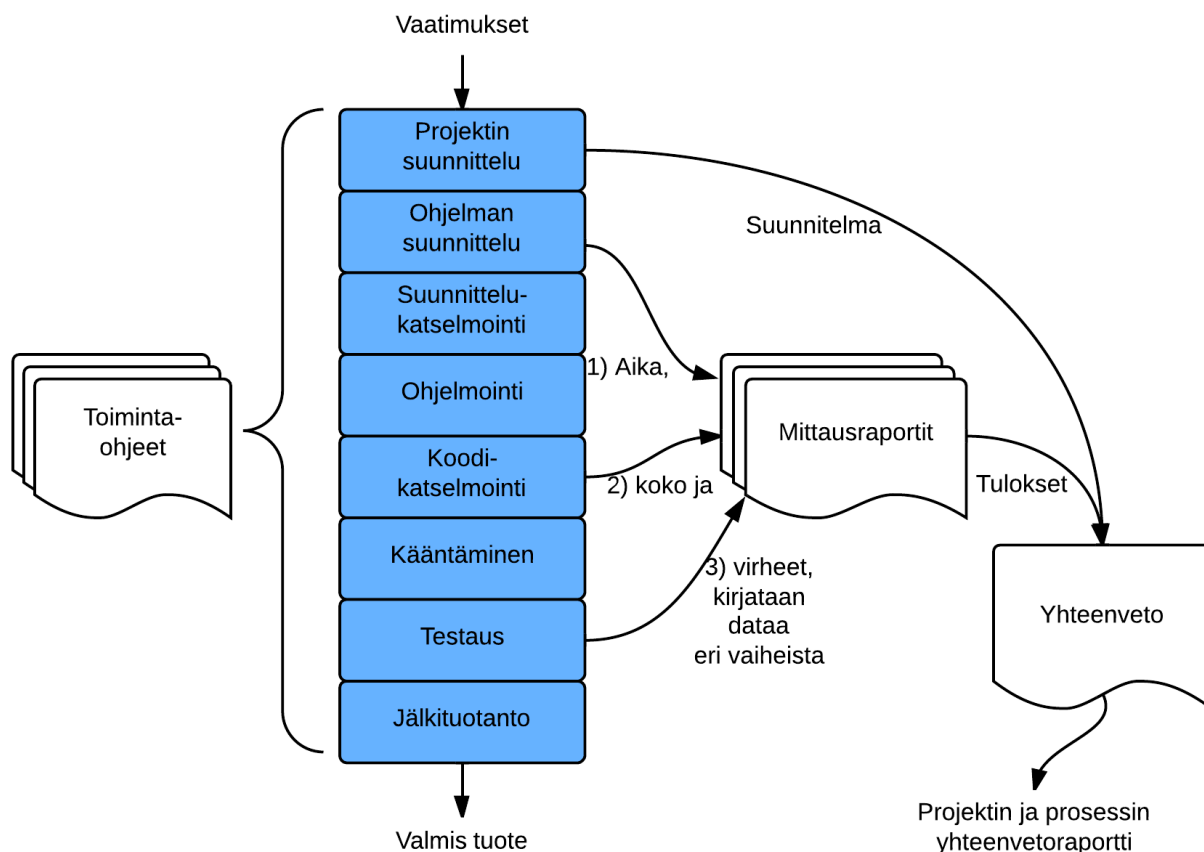 Vaatimukset
Projektin
suunnittelu
Ohjelman
suunnittelu
Suunnittelu-
katselmointi
Ohjelmointi
Koodi-
katselmointi
Kääntäminen
Testaus
Jälkituotanto
Valmis tuote
Toiminta-
ohjeet
1) Aika,
2) koko ja
3) virheet,
kirjataan
dataa
eri vaiheista
Mittausraportit
Suunnitelma
Tulokset
Yhteenveto
Projektin ja prosessin
yhteenvetoraportti